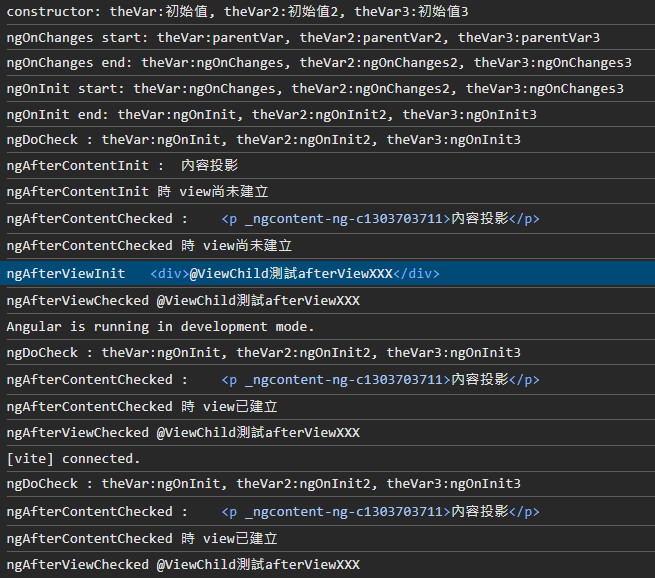 constructor: theVar:初始值, theVar2:初始值2, theVar3:初始值3
ngOnChanges start: theVar:parentVar, theVar2:parentVar2, theVar3:parentVar3
ngOnChanges end: theVar:ngOnChanges, theVar2:ngOnChanges2, theVar3:ngOnChanges3
ngOnInit start: theVar:ngOnChanges, theVar2:ngOnChanges2, theVar3:ngOnChanges3
ngOnInit end: theVar:ngOnInit, theVar2:ngOnInit2, theVar3:ngOnInit3
ngDoCheck : theVar:ngOnInit, theVar2:ngOnInit2, theVar3:ngOnInit3
ngAfterContentInit :  內容投影
ngAfterContentInit 時 view尚未建立
ngAfterContentChecked :    <p _ngcontent-ng-c1303703711>內容投影</p>
ngAfterContentChecked 時 view尚未建立
ngAfterViewInit   <div>@ViewChild測試afterViewXXX</div>
ngAfterViewChecked @ViewChild測試afterViewXXX
Angular is running in development mode.
ngDoCheck : theVar:ngOnInit, theVar2:ngOnInit2, theVar3:ngOnInit3
ngAfterContentChecked :    <p _ngcontent-ng-c1303703711>內容投影</p>
ngAfterContentChecked 時 view已建立
ngAfterViewChecked @ViewChild測試afterViewXXX
[vite] connected.
ngDoCheck : theVar:ngOnInit, theVar2:ngOnInit2, theVar3:ngOnInit3
ngAfterContentChecked :    <p _ngcontent-ng-c1303703711>內容投影</p>
ngAfterContentChecked 時 view已建立
ngAfterViewChecked @ViewChild測試afterViewXXX